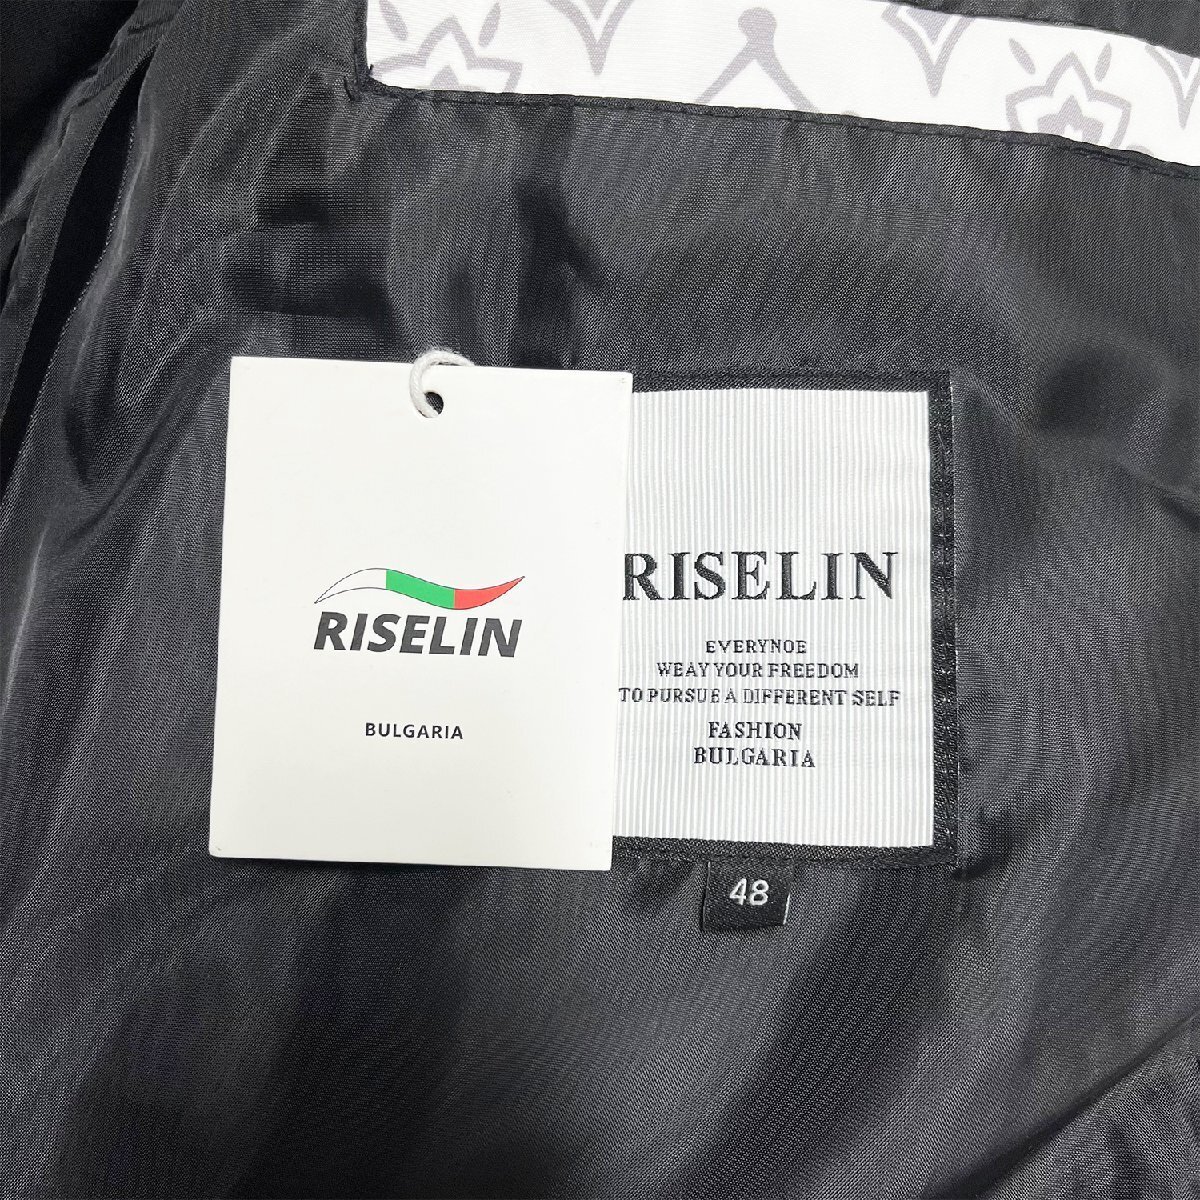 RISELIN
BULGARIA
RISELIN
EVERYNOE
WEAY YOUR FREEDOM
TO PURSUE A DIFFERENT SELF
FASHION
BULGARIA
48